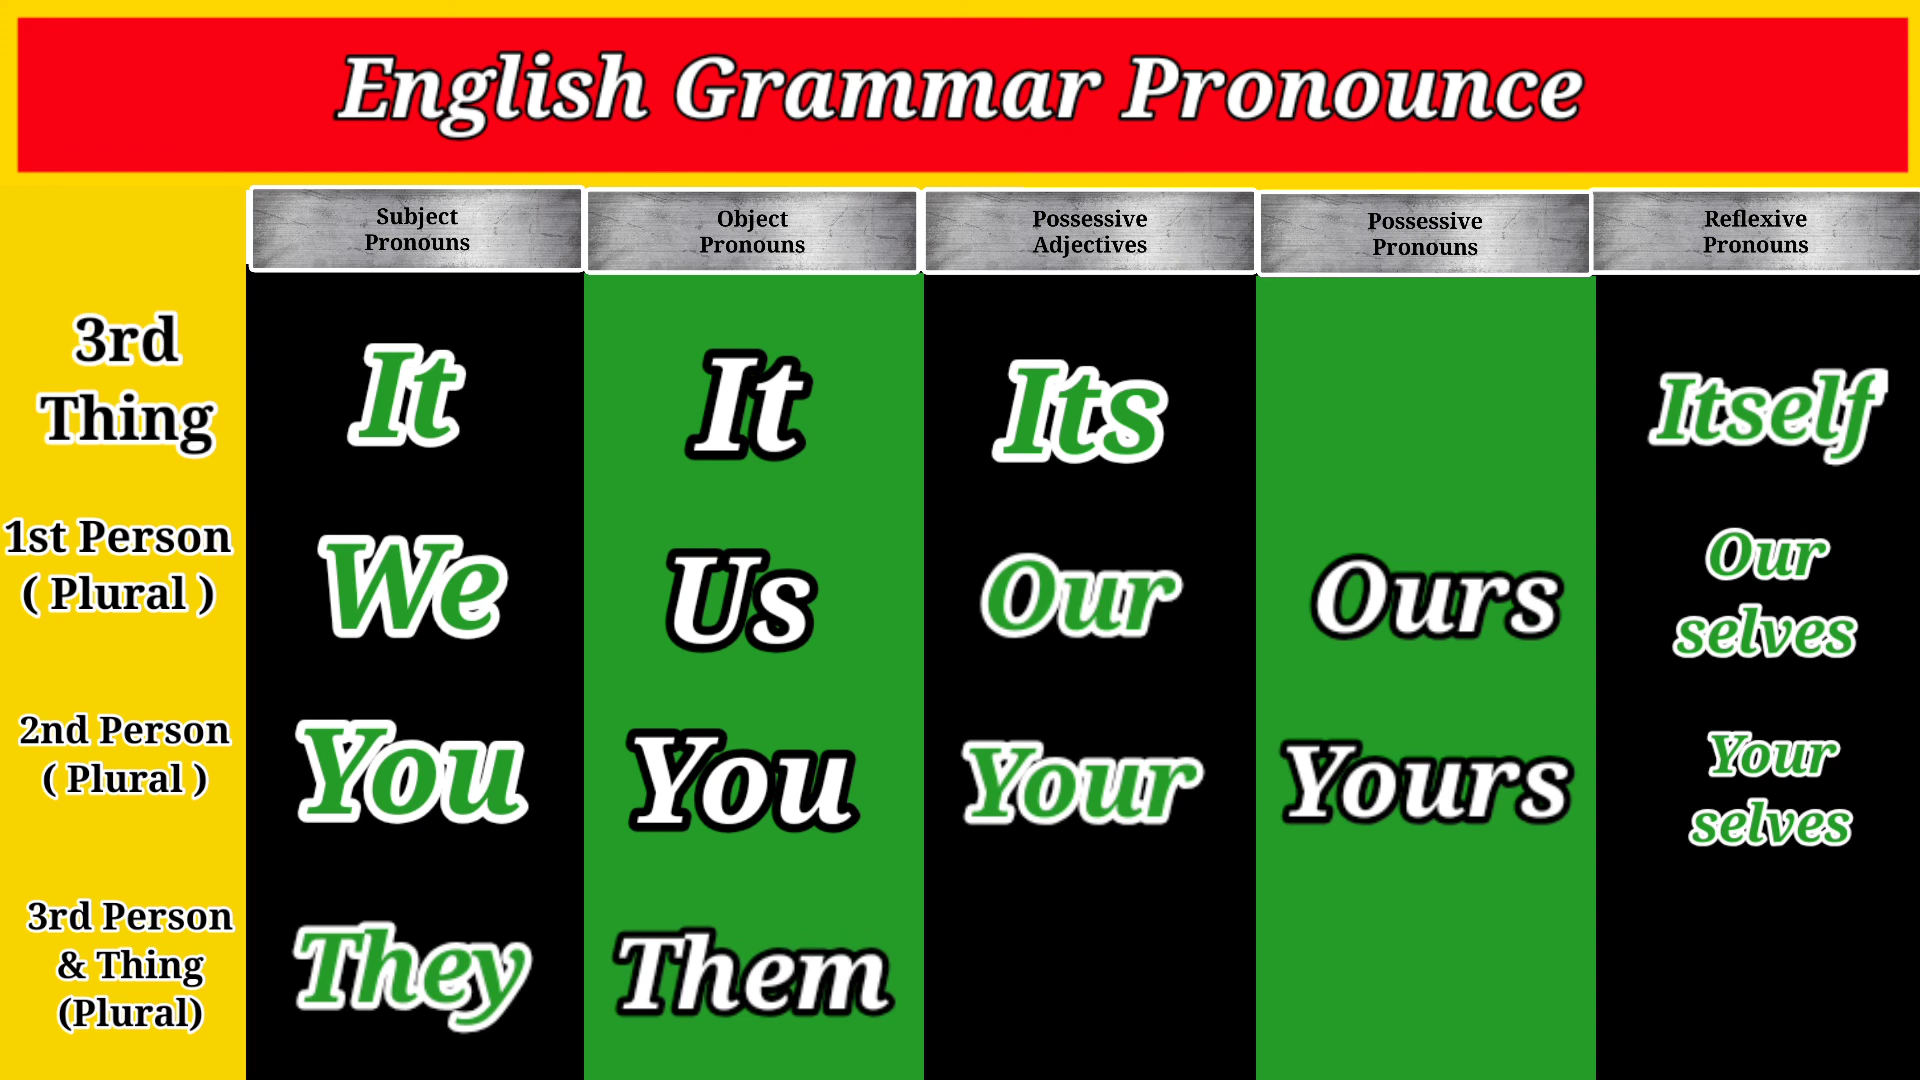 English Grammar Pronounce
Subject
Pronouns
Object
Pronouns
Possessive
Adjectives
Possessive
Pronouns
Reflexive
Pronouns
3rd
Thing
It
It
Its
Itself
1st Person
( Plural )
We
Us
Our
Ours
Our
selves
2nd Person
( Plural )
You
You
Your
Yours
Your
selves
3rd Person
& Thing
(Plural)
They
Them